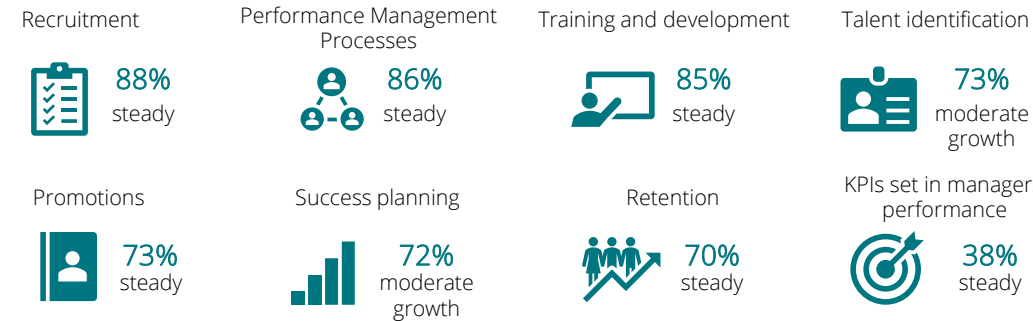 Recruitment
88%
steady
Performance Management
Processes
86%
steady
Training and development
85%
steady
Talent identification
73%
moderate
growth
Promotions
73%
steady
Success planning
72%
moderate
growth
Retention
70%
steady
KPIs set in manager
performance
38%
steady